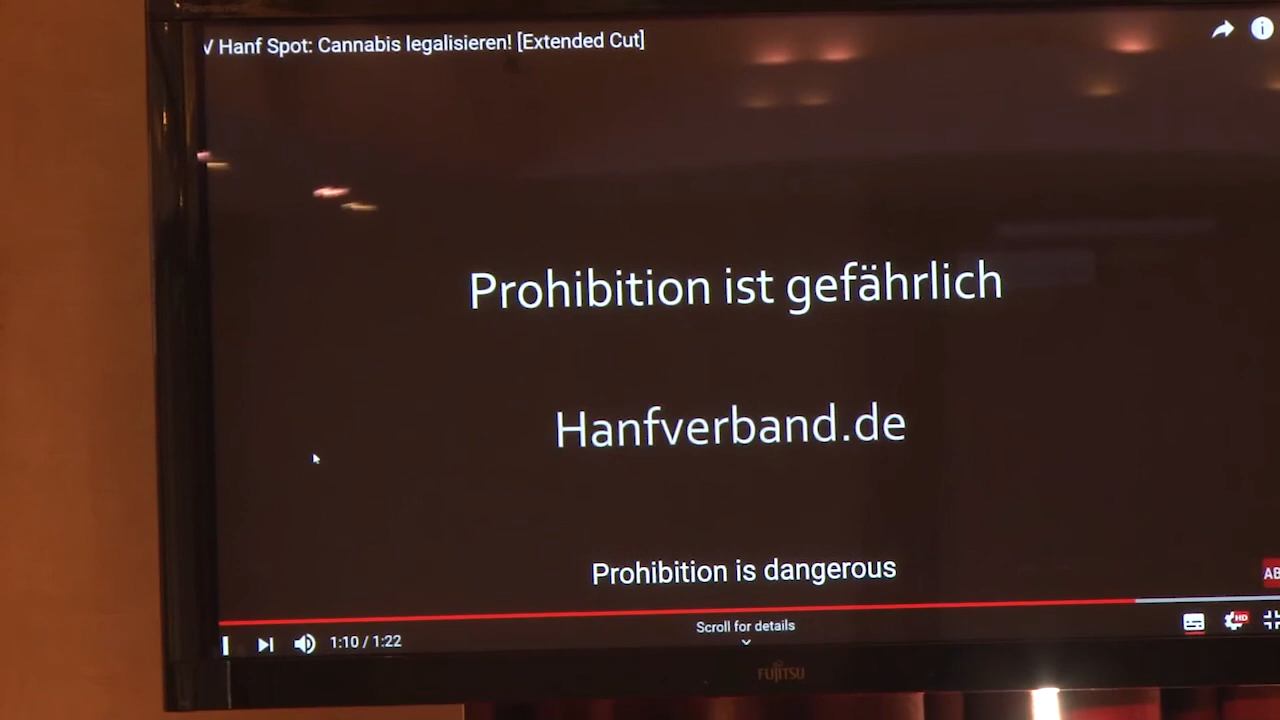 V Hanf Spot: Cannabis legalisieren! [Extended Cut]
Prohibition ist gefährlich
Hanfverband.de
Prohibition is dangerous
Scroll for details
1:10 / 1:22
HD
FUJITSU